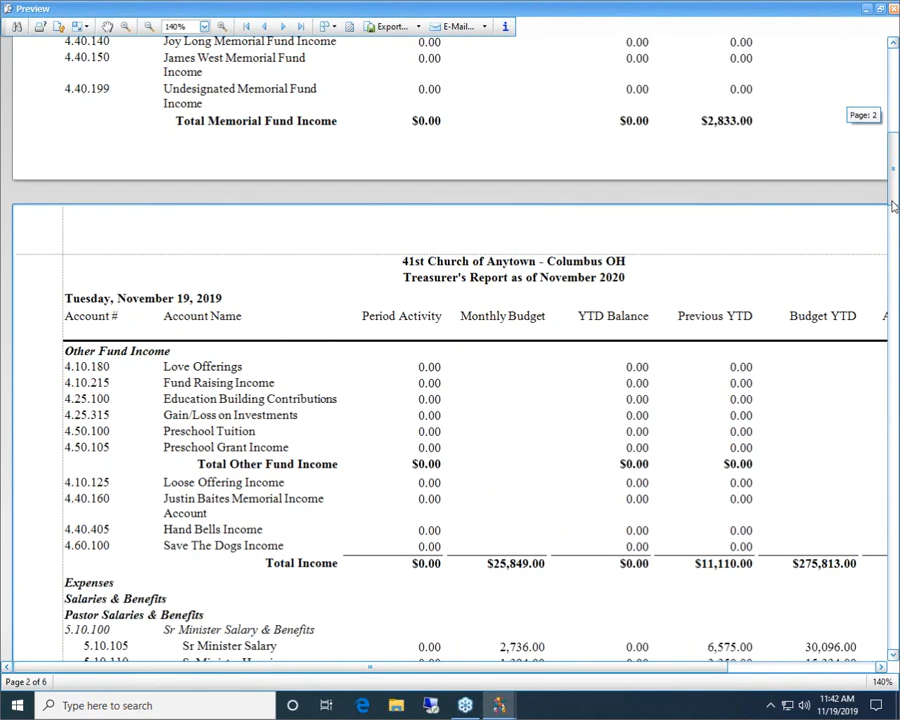 Preview
140%
Export...
E-Mail...
4.40.140 Joy Long Memorial Fund Income 0.00 0.00 0.00
4.40.150 James West Memorial Fund 0.00 0.00 0.00
Income
4.40.199 Undesignated Memorial Fund 0.00 0.00 0.00
Income
Total Memorial Fund Income $0.00 $0.00 $2,833.00
Page: 2
41st Church of Anytown - Columbus OH
Treasurer's Report as of November 2020
Tuesday, November 19, 2019
Account # Account Name Period Activity Monthly Budget YTD Balance Previous YTD Budget YTD
Other Fund Income
4.10.180 Love Offerings 0.00 0.00 0.00
4.10.215 Fund Raising Income 0.00 0.00 0.00
4.25.100 Education Building Contributions 0.00 0.00 0.00
4.25.315 Gain/Loss on Investments 0.00 0.00 0.00
4.50.100 Preschool Tuition 0.00 0.00 0.00
4.50.105 Preschool Grant Income 0.00 0.00 0.00
Total Other Fund Income $0.00 $0.00 $0.00
4.10.125 Loose Offering Income 0.00 0.00 0.00
4.40.160 Justin Baites Memorial Income 0.00 0.00 0.00
Account
4.40.405 Hand Bells Income 0.00 0.00 0.00
4.60.100 Save The Dogs Income 0.00 0.00 0.00
Total Income $0.00 $25,849.00 $0.00 $11,110.00 $275,813.00
Expenses
Salaries & Benefits
Pastor Salaries & Benefits
5.10.100 Sr Minister Salary & Benefits
5.10.105 Sr Minister Salary 0.00 2,736.00 0.00 6,575.00 30,096.00
Page 2 of 6 140%
Type here to search
11:42 AM
11/19/2019